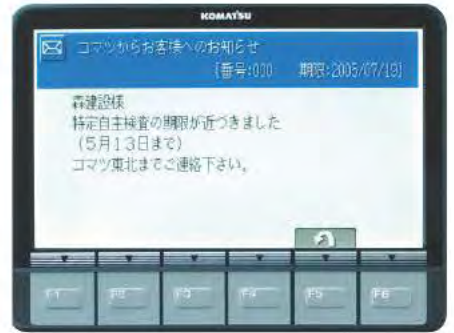 KOMATSU
コマツからお客様へのお知らせ
[番号:000 期限:2005/07/19]
森建設様
特定自主検査の期限が近づきました
(5月13日まで)
コマツ東北までご連絡下さい。
F1 F2 F3 F4 F5 F6